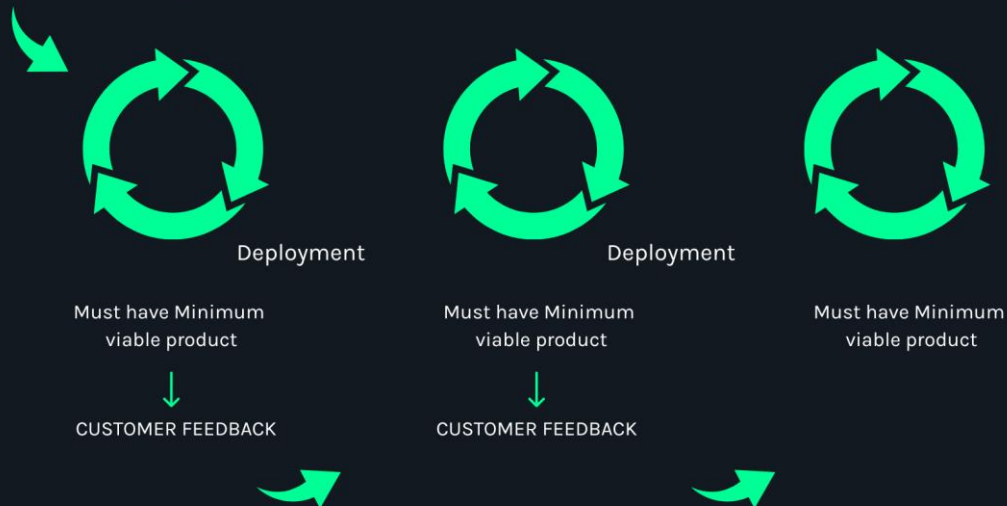 Deployment
Deployment
Must have Minimum
viable product
Must have Minimum
viable product
Must have Minimum
viable product
CUSTOMER FEEDBACK
CUSTOMER FEEDBACK